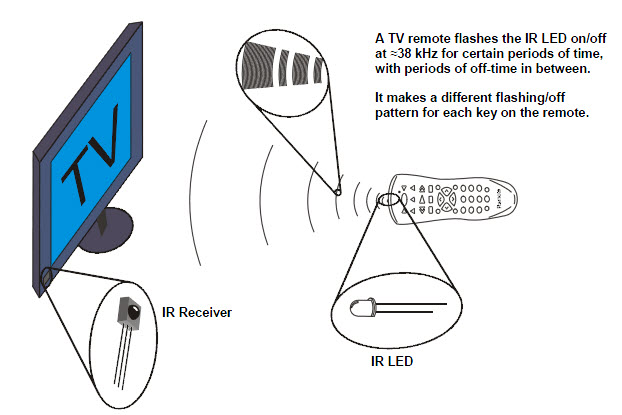 A TV remote flashes the IR LED on/off
at ≈38 kHz for certain periods of time,
with periods of off-time in between.
It makes a different flashing/off
pattern for each key on the remote.
TV
IR Receiver
IR LED